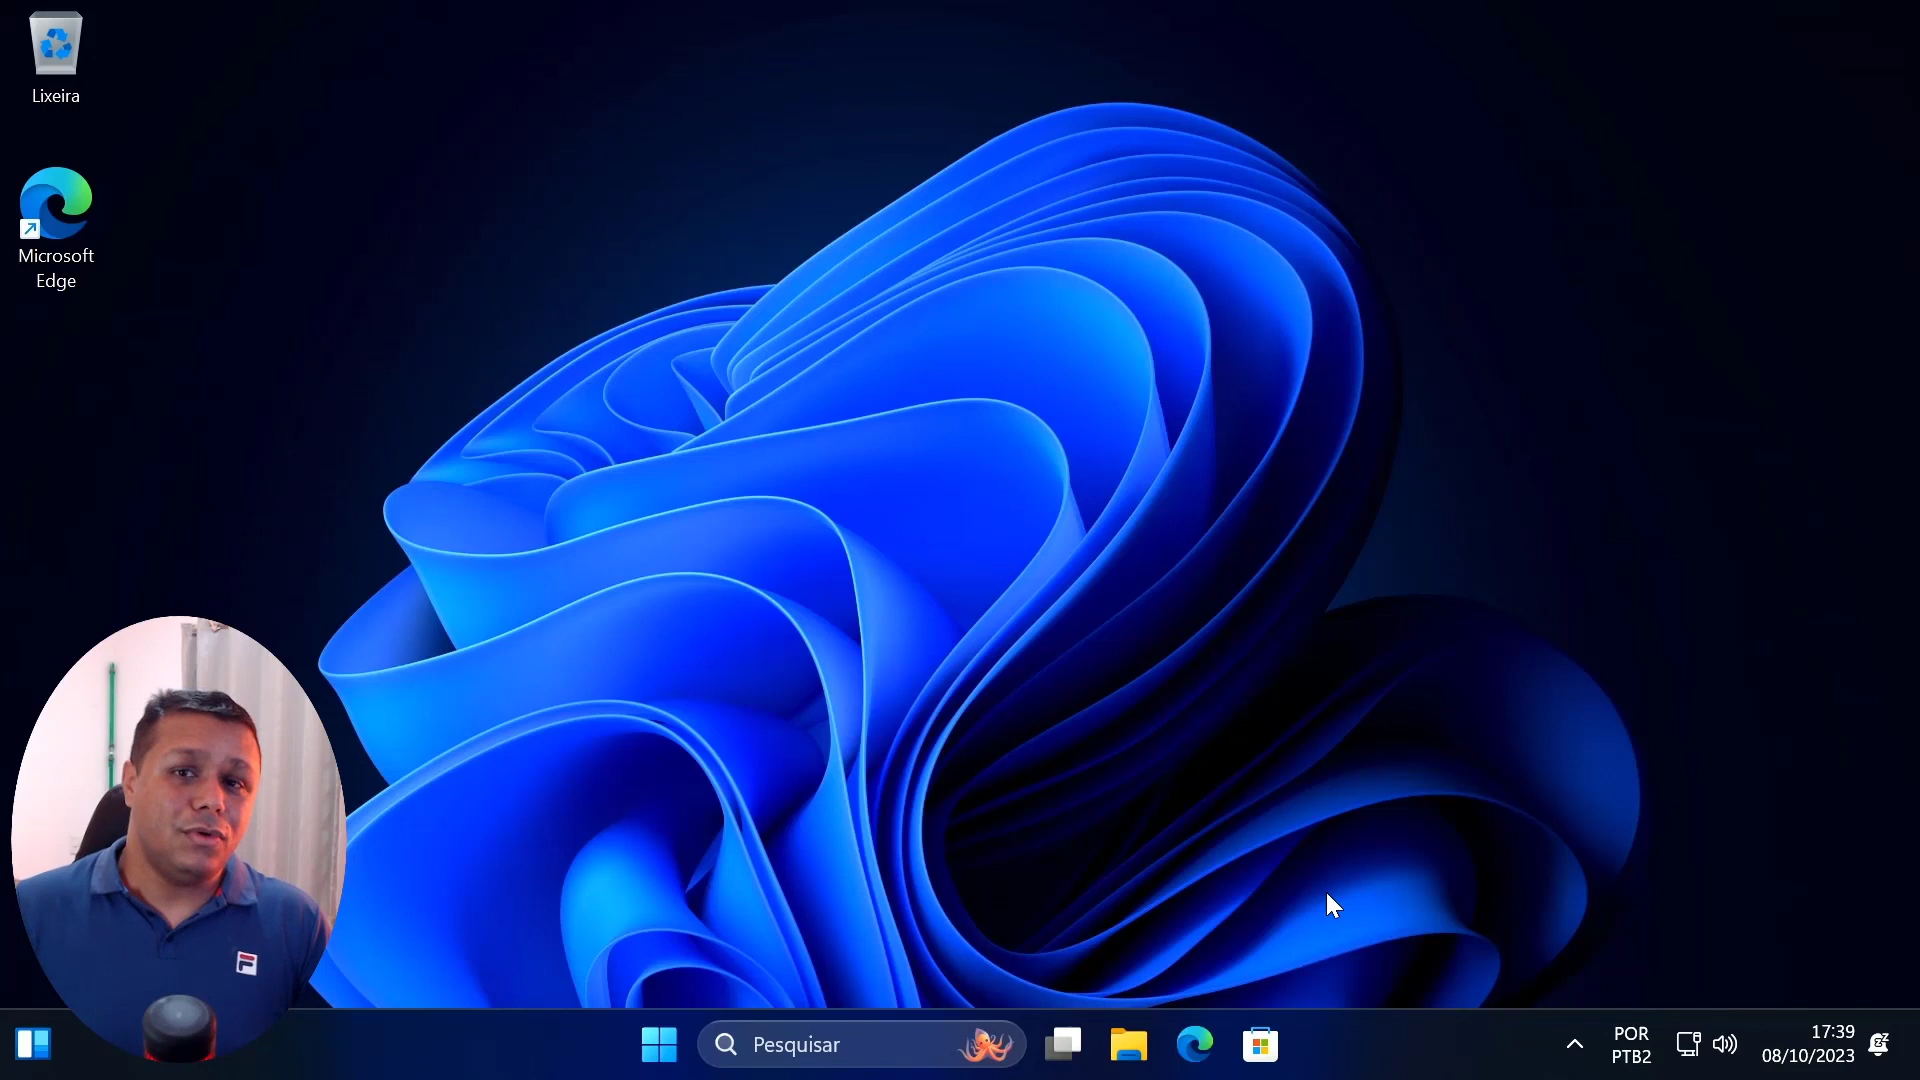 Lixeira
Microsoft
Edge
Pesquisar
POR
PTB2
17:39
08/10/2023